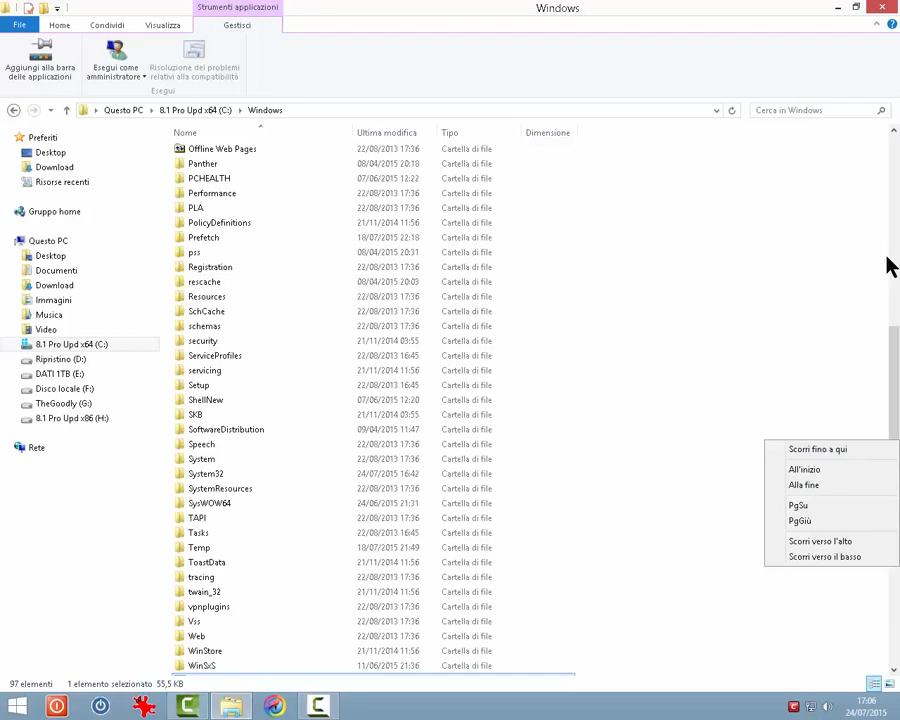 Strumenti applicazioni
Windows
File
Home
Condividi
Visualizza
Gestisci
Aggiungi alla barra
delle applicazioni
Esegui come
amministratore
Risoluzione dei problemi
relativi alla compatibilità
Esegui
Questo PC
8.1 Pro Upd x64 (C:)
Windows
Cerca in Windows
Nome
Ultima modifica
Tipo
Dimensione
Preferiti
Desktop
Download
Risorse recenti
Gruppo home
Questo PC
Desktop
Documenti
Download
Immagini
Musica
Video
8.1 Pro Upd x64 (C:)
Ripristino (D:)
DATI 1TB (E:)
Disco locale (F:)
TheGoodly (G:)
8.1 Pro Upd x86 (H:)
Rete
Offline Web Pages 22/08/2013 17:36 Cartella di file
Panther 08/04/2015 20:18 Cartella di file
PCHEALTH 07/06/2015 12:22 Cartella di file
Performance 22/08/2013 17:36 Cartella di file
PLA 22/08/2013 17:36 Cartella di file
PolicyDefinitions 21/11/2014 11:56 Cartella di file
Prefetch 18/07/2015 22:18 Cartella di file
pss 08/04/2015 20:31 Cartella di file
Registration 22/08/2013 17:36 Cartella di file
rescache 08/04/2015 20:03 Cartella di file
Resources 22/08/2013 17:36 Cartella di file
SchCache 22/08/2013 17:36 Cartella di file
schemas 22/08/2013 17:36 Cartella di file
security 21/11/2014 03:55 Cartella di file
ServiceProfiles 22/08/2013 16:45 Cartella di file
servicing 21/11/2014 11:56 Cartella di file
Setup 22/08/2013 16:45 Cartella di file
ShellNew 07/06/2015 12:20 Cartella di file
SKB 21/11/2014 03:55 Cartella di file
SoftwareDistribution 09/04/2015 11:47 Cartella di file
Speech 22/08/2013 17:36 Cartella di file
System 22/08/2013 17:36 Cartella di file
System32 24/07/2015 16:42 Cartella di file
SystemResources 22/08/2013 17:36 Cartella di file
SysWOW64 24/06/2015 21:35 Cartella di file
TAPI 22/08/2013 17:36 Cartella di file
Tasks 22/08/2013 16:45 Cartella di file
Temp 18/07/2015 21:49 Cartella di file
ToastData 21/11/2014 11:56 Cartella di file
tracing 22/08/2013 17:36 Cartella di file
twain_32 21/11/2014 11:56 Cartella di file
vpnplugins 22/08/2013 17:36 Cartella di file
Vss 22/08/2013 17:36 Cartella di file
Web 22/08/2013 17:36 Cartella di file
WinStore 21/11/2014 11:56 Cartella di file
WinSxS 11/06/2015 21:36 Cartella di file
Scorri fino a qui
All'inizio
Alla fine
PgSu
PgGiù
Scorri verso l'alto
Scorri verso il basso
97 elementi
1 elemento selezionato 55,5 KB
17:06
24/07/2015